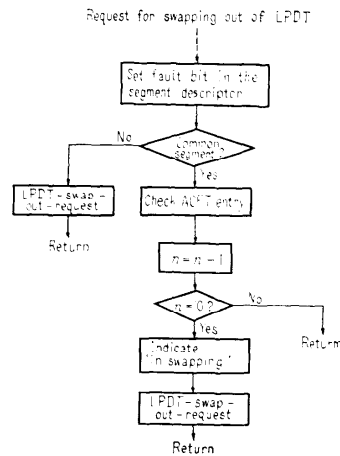 Request for swapping out of LPDT
Set fault bit in the
segment descriptor
No
common
segment?
Yes
LPDT-swap-
out-request
Return
Check ACFT entry
n = n - 1
n = 0?
No
Return
Yes
indicate
"in swapping"
LPDT-swap-
out-request
Return